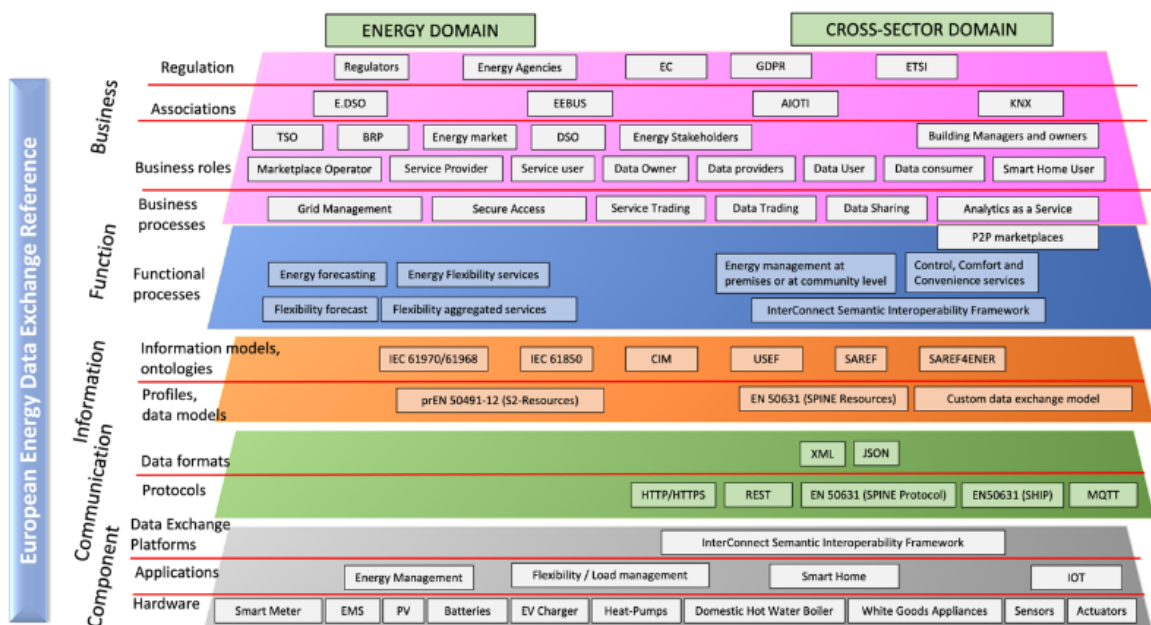 ENERGY DOMAIN
CROSS-SECTOR DOMAIN
European Energy Data Exchange Reference
Business
Regulation
Regulators
Energy Agencies
EC
GDPR
ETSI
Associations
E.DSO
EEBUS
AIOTI
KNX
TSO
BRP
Energy market
DSO
Energy Stakeholders
Building Managers and owners
Business roles
Marketplace Operator
Service Provider
Service user
Data Owner
Data providers
Data User
Data consumer
Smart Home User
Business
processes
Grid Management
Secure Access
Service Trading
Data Trading
Data Sharing
Analytics as a Service
P2P marketplaces
Function
Functional
processes
Energy forecasting
Energy Flexibility services
Energy management at
premises or at community level
Control, Comfort and
Convenience services
Flexibility forecast
Flexibility aggregated services
InterConnect Semantic Interoperability Framework
Information
Information models,
ontologies
IEC 61970/61968
IEC 61850
CIM
USEF
SAREF
SAREF4ENER
Profiles,
data models
prEN 50491-12 (S2-Resources)
EN 50631 (SPINE Resources)
Custom data exchange model
Communication
Data formats
XML
JSON
Protocols
HTTP/HTTPS
REST
EN 50631 (SPINE Protocol)
EN50631 (SHIP)
MQTT
Component
Data Exchange
Platforms
InterConnect Semantic Interoperability Framework
Applications
Energy Management
Flexibility / Load management
Smart Home
IOT
Hardware
Smart Meter
EMS
PV
Batteries
EV Charger
Heat-Pumps
Domestic Hot Water Boiler
White Goods Appliances
Sensors
Actuators